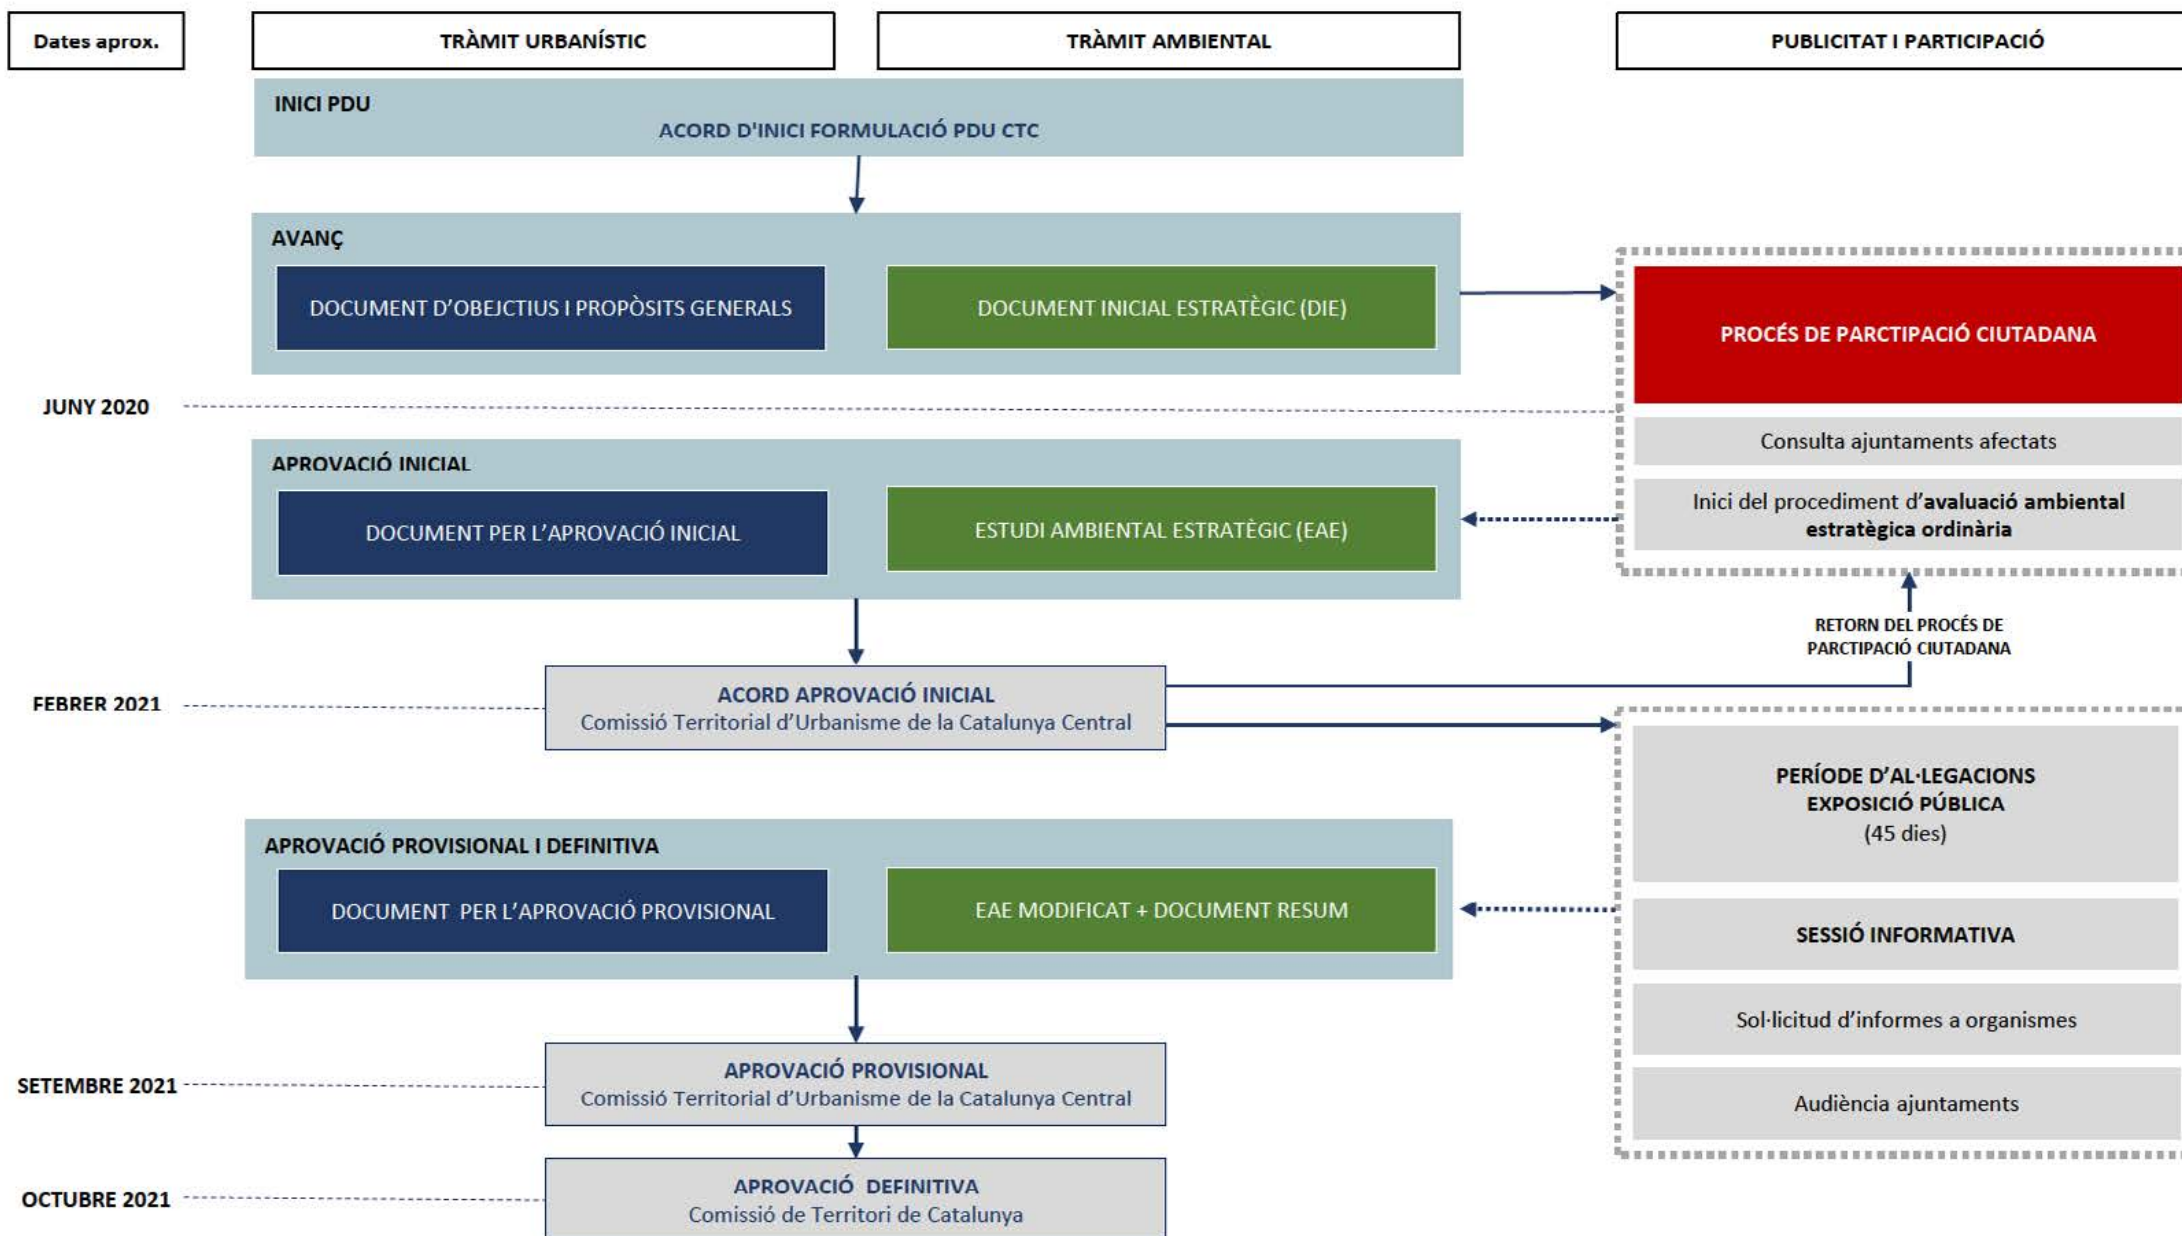 Dates aprox.
TRÀMIT URBANÍSTIC
TRÀMIT AMBIENTAL
PUBLICITAT I PARTICIPACIÓ
INICI PDU
ACORD D'INICI FORMULACIÓ PDU CTC
AVANÇ
DOCUMENT D'OBEJCTIUS I PROPÒSITS GENERALS
DOCUMENT INICIAL ESTRATÈGIC (DIE)
PROCÉS DE PARCTIPACIÓ CIUTADANA
JUNY 2020
Consulta ajuntaments afectats
APROVACIÓ INICIAL
DOCUMENT PER L'APROVACIÓ INICIAL
ESTUDI AMBIENTAL ESTRATÈGIC (EAE)
Inici del procediment d'avaluació ambiental
estratègica ordinària
RETORN DEL PROCÉS DE
PARCTIPACIÓ CIUTADANA
FEBRER 2021
ACORD APROVACIÓ INICIAL
Comissió Territorial d'Urbanisme de la Catalunya Central
PERÍODE D'AL·LEGACIONS
EXPOSICIÓ PÚBLICA
(45 dies)
APROVACIÓ PROVISIONAL I DEFINITIVA
DOCUMENT PER L'APROVACIÓ PROVISIONAL
EAE MODIFICAT + DOCUMENT RESUM
SESSIÓ INFORMATIVA
Sol·licitud d'informes a organismes
SETEMBRE 2021
APROVACIÓ PROVISIONAL
Comissió Territorial d'Urbanisme de la Catalunya Central
Audiència ajuntaments
OCTUBRE 2021
APROVACIÓ DEFINITIVA
Comissió de Territori de Catalunya